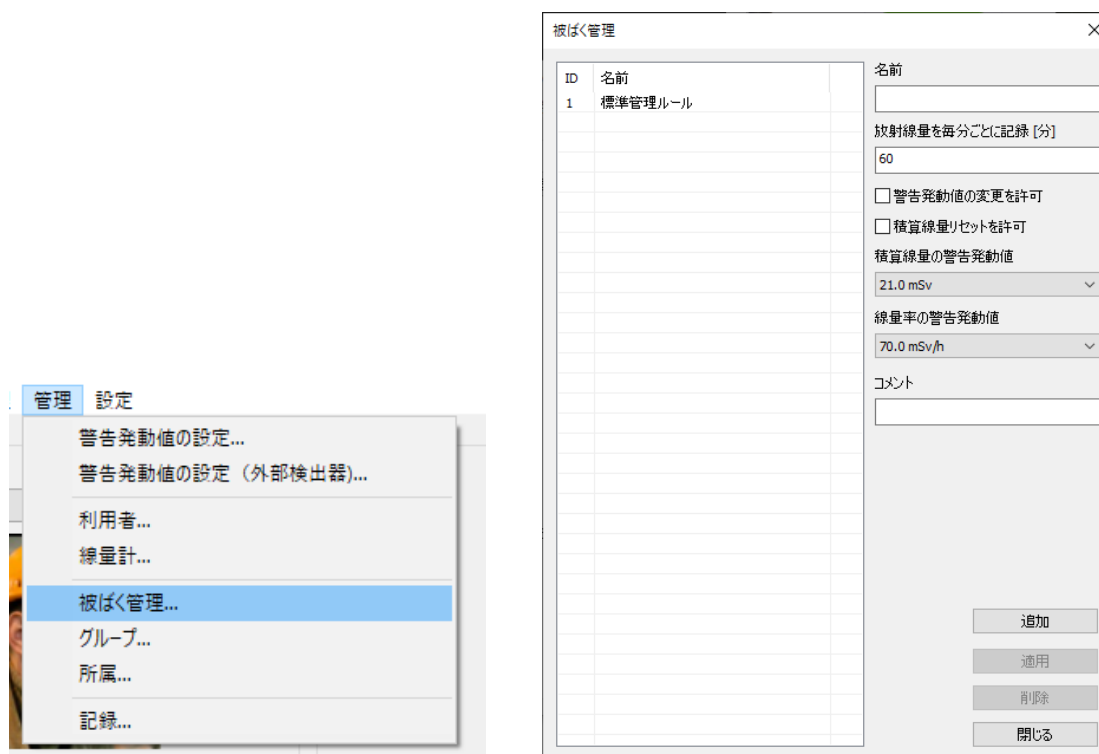 管理 設定
警告発動値の設定...
警告発動値の設定（外部検出器)...
利用者...
線量計...
被ばく管理...
グループ...
所属...
記録...
被ばく管理
ID 名前
1 標準管理ルール
名前
放射線量を毎分ごとに記録 [分]
60
警告発動値の変更を許可
積算線量リセットを許可
積算線量の警告発動値
21.0 mSv
線量率の警告発動値
70.0 mSv/h
コメント
追加
適用
削除
閉じる